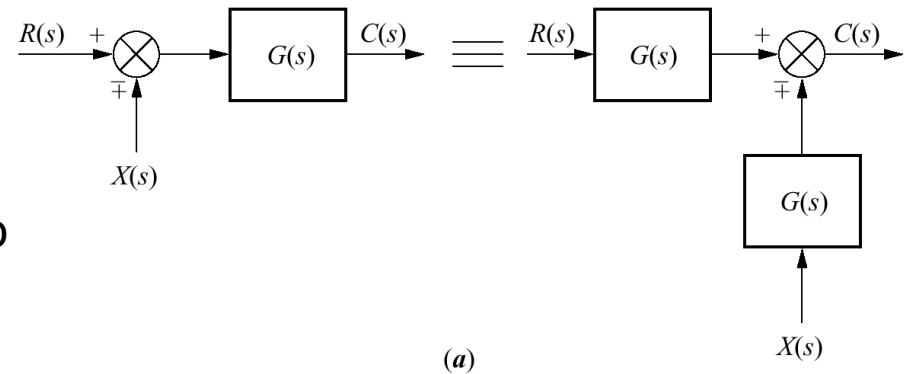 R(s) + G(s) C(s) ≡ R(s) G(s) + C(s)
∓ ∓
X(s)
G(s)
X(s)
(a)